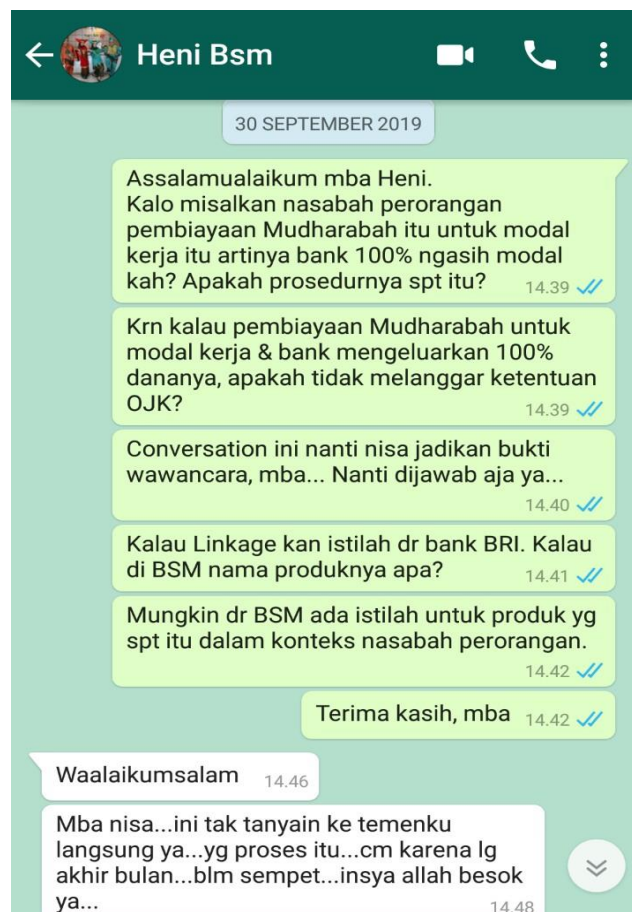 Heni Bsm
30 SEPTEMBER 2019
Assalamualaikum mba Heni.
Kalo misalkan nasabah perorangan
pembiayaan Mudharabah itu untuk modal
kerja itu artinya bank 100% ngasih modal
kah? Apakah prosedurnya spt itu?
14.39
Krn kalau pembiayaan Mudharabah untuk
modal kerja & bank mengeluarkan 100%
dananya, apakah tidak melanggar ketentuan
OJK?
14.39
Conversation ini nanti nisa jadikan bukti
wawancara, mba... Nanti dijawab aja ya...
14.40
Kalau Linkage kan istilah dr bank BRI. Kalau
di BSM nama produknya apa?
14.41
Mungkin dr BSM ada istilah untuk produk yg
spt itu dalam konteks nasabah perorangan.
14.42
Terima kasih, mba 14.42
Waalaikumsalam 14.46
Mba nisa...ini tak tanyain ke temenku
langsung ya...yg proses itu...cm karena lg
akhir bulan...blm sempet...insya allah besok
ya...
14.48